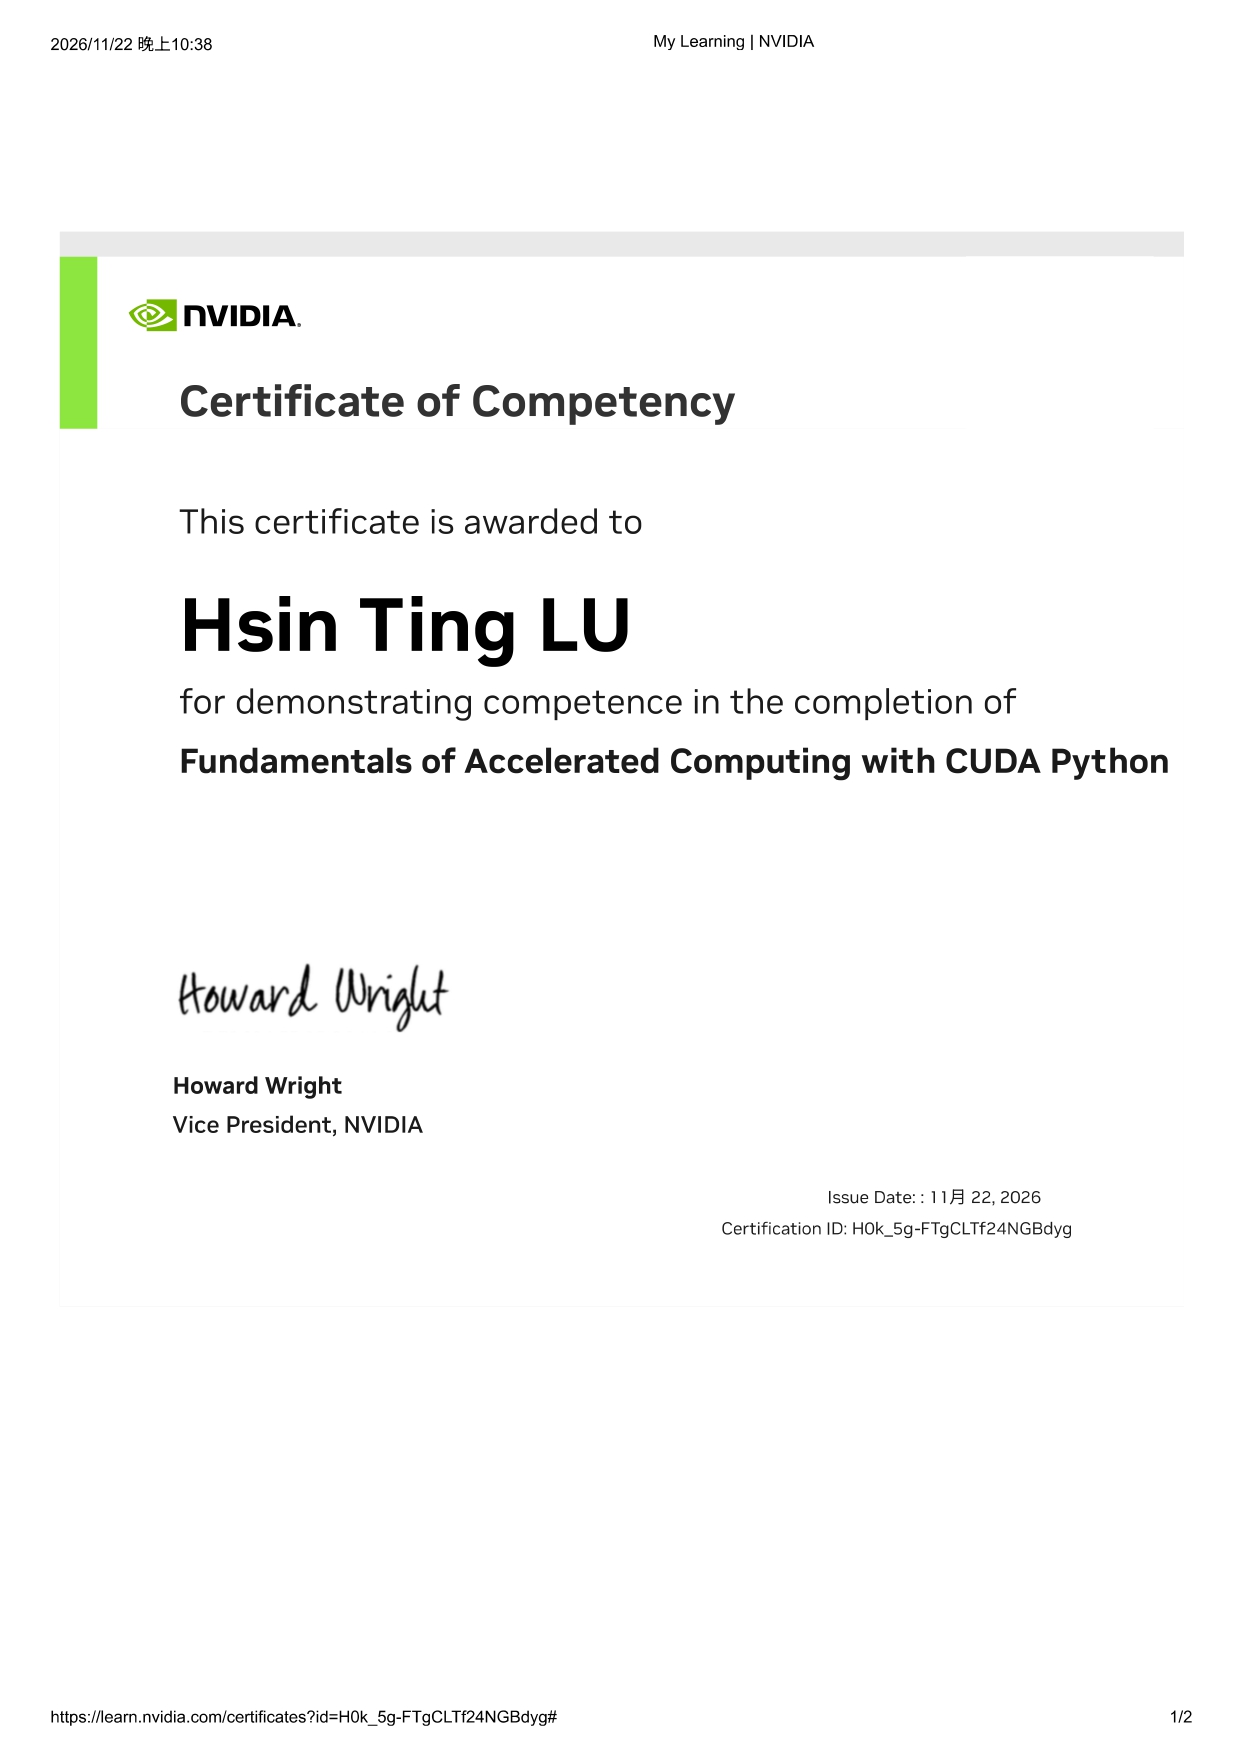 2026/11/22 晚上10:38
My Learning | NVIDIA
NVIDIA.
Certificate of Competency
This certificate is awarded to
Hsin Ting LU
for demonstrating competence in the completion of
Fundamentals of Accelerated Computing with CUDA Python
Howard Wright
Howard Wright
Vice President, NVIDIA
Issue Date: : 11月 22, 2026
Certification ID: H0k_5g-FTgCLTf24NGBdyg
https://learn.nvidia.com/certificates?id=H0k_5g-FTgCLTf24NGBdyg#
1/2